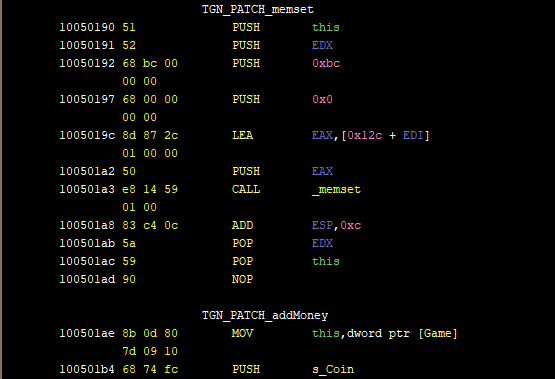 TGN_PATCH_memset
10050190 51 PUSH this
10050191 52 PUSH EDX
10050192 68 bc 00 PUSH 0xbc
00 00
10050197 68 00 00 PUSH 0x0
00 00
1005019c 8d 87 2c LEA EAX,[0x12c + EDI]
01 00 00
100501a2 50 PUSH EAX
100501a3 e8 14 59 CALL _memset
01 00
100501a8 83 c4 0c ADD ESP,0xc
100501ab 5a POP EDX
100501ac 59 POP this
100501ad 90 NOP
TGN_PATCH_addMoney
100501ae 8b 0d 80 MOV this,dword ptr [Game]
7d 09 10
100501b4 68 74 fc PUSH s_Coin